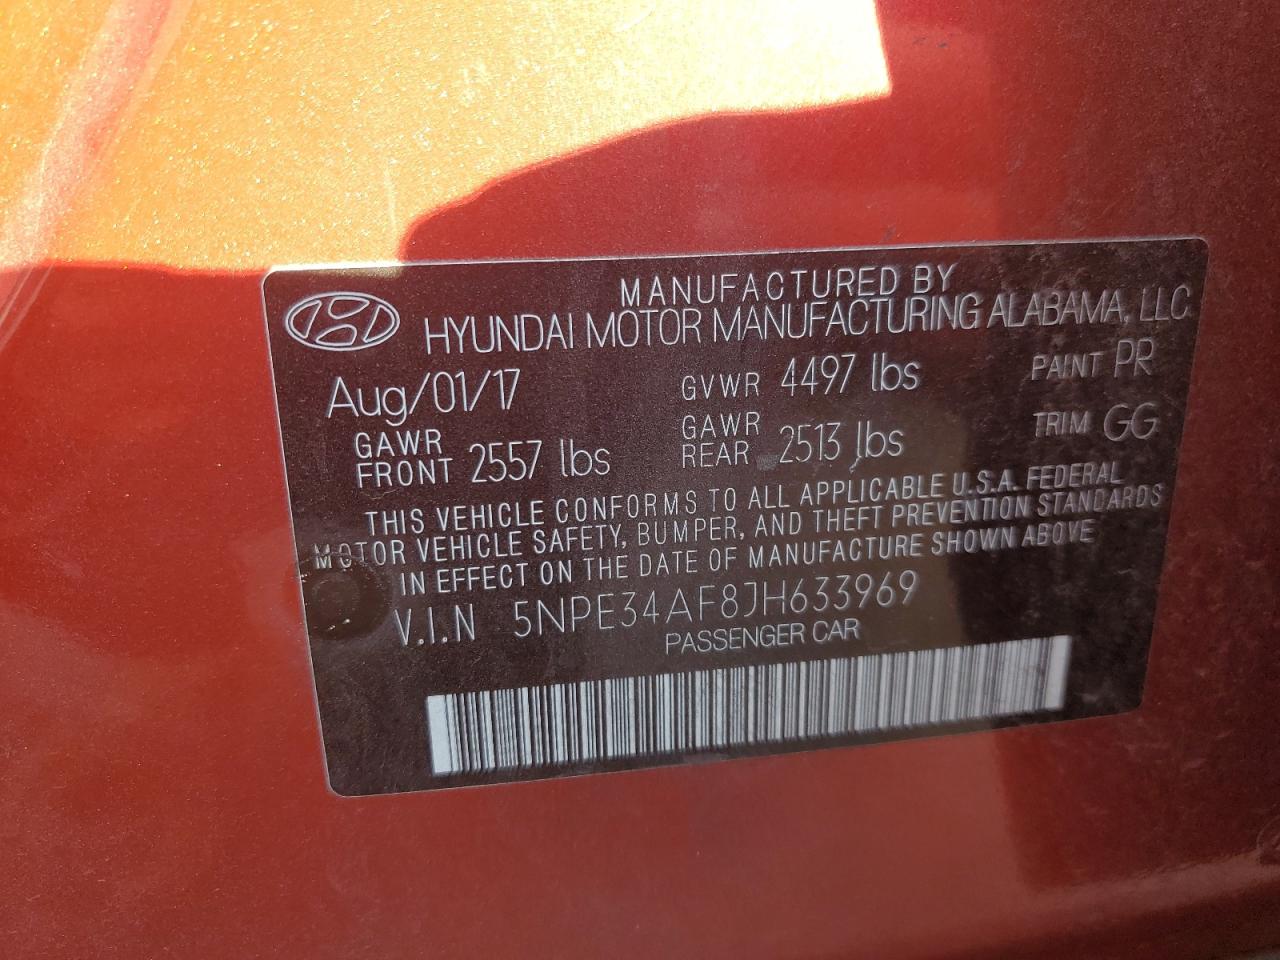 MANUFACTURED BY
HYUNDAI MOTOR MANUFACTURING ALABAMA, LLC
Aug/01/17 GVWR 4497 lbs PAINT PR
GAWR FRONT 2557 lbs GAWR REAR 2513 lbs TRIM GG
THIS VEHICLE CONFORMS TO ALL APPLICABLE U.S.A. FEDERAL
MOTOR VEHICLE SAFETY, BUMPER, AND THEFT PREVENTION STANDARDS
IN EFFECT ON THE DATE OF MANUFACTURE SHOWN ABOVE
V.I.N 5NPE34AF8JH633969
PASSENGER CAR